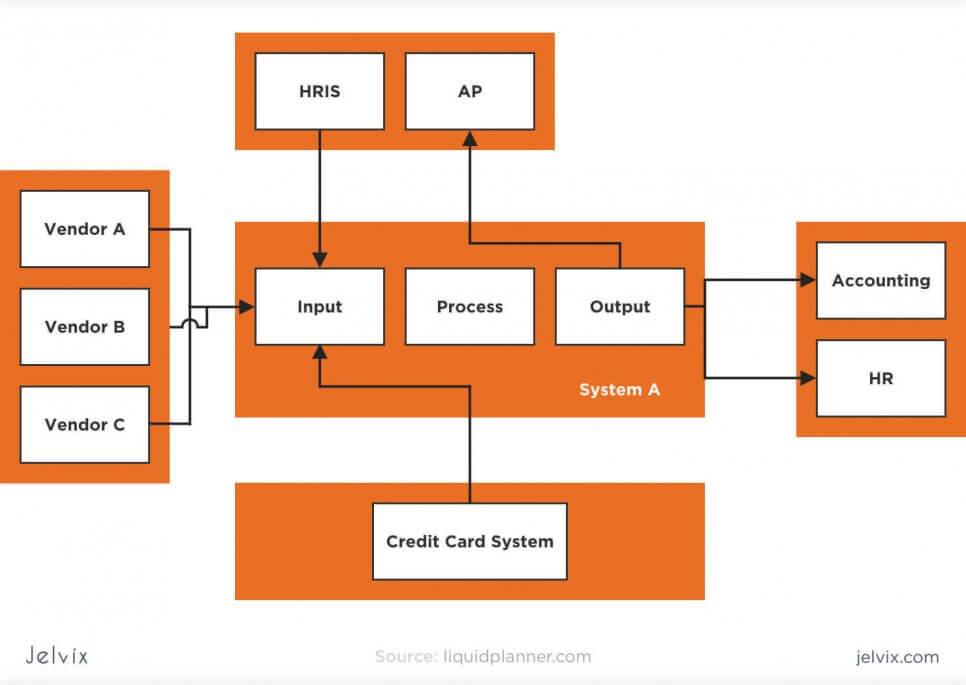 HRIS
AP
Vendor A
Vendor B
Vendor C
Input
Process
Output
System A
Accounting
HR
Credit Card System
Jelvix
Source: liquidplanner.com
jelvix.com